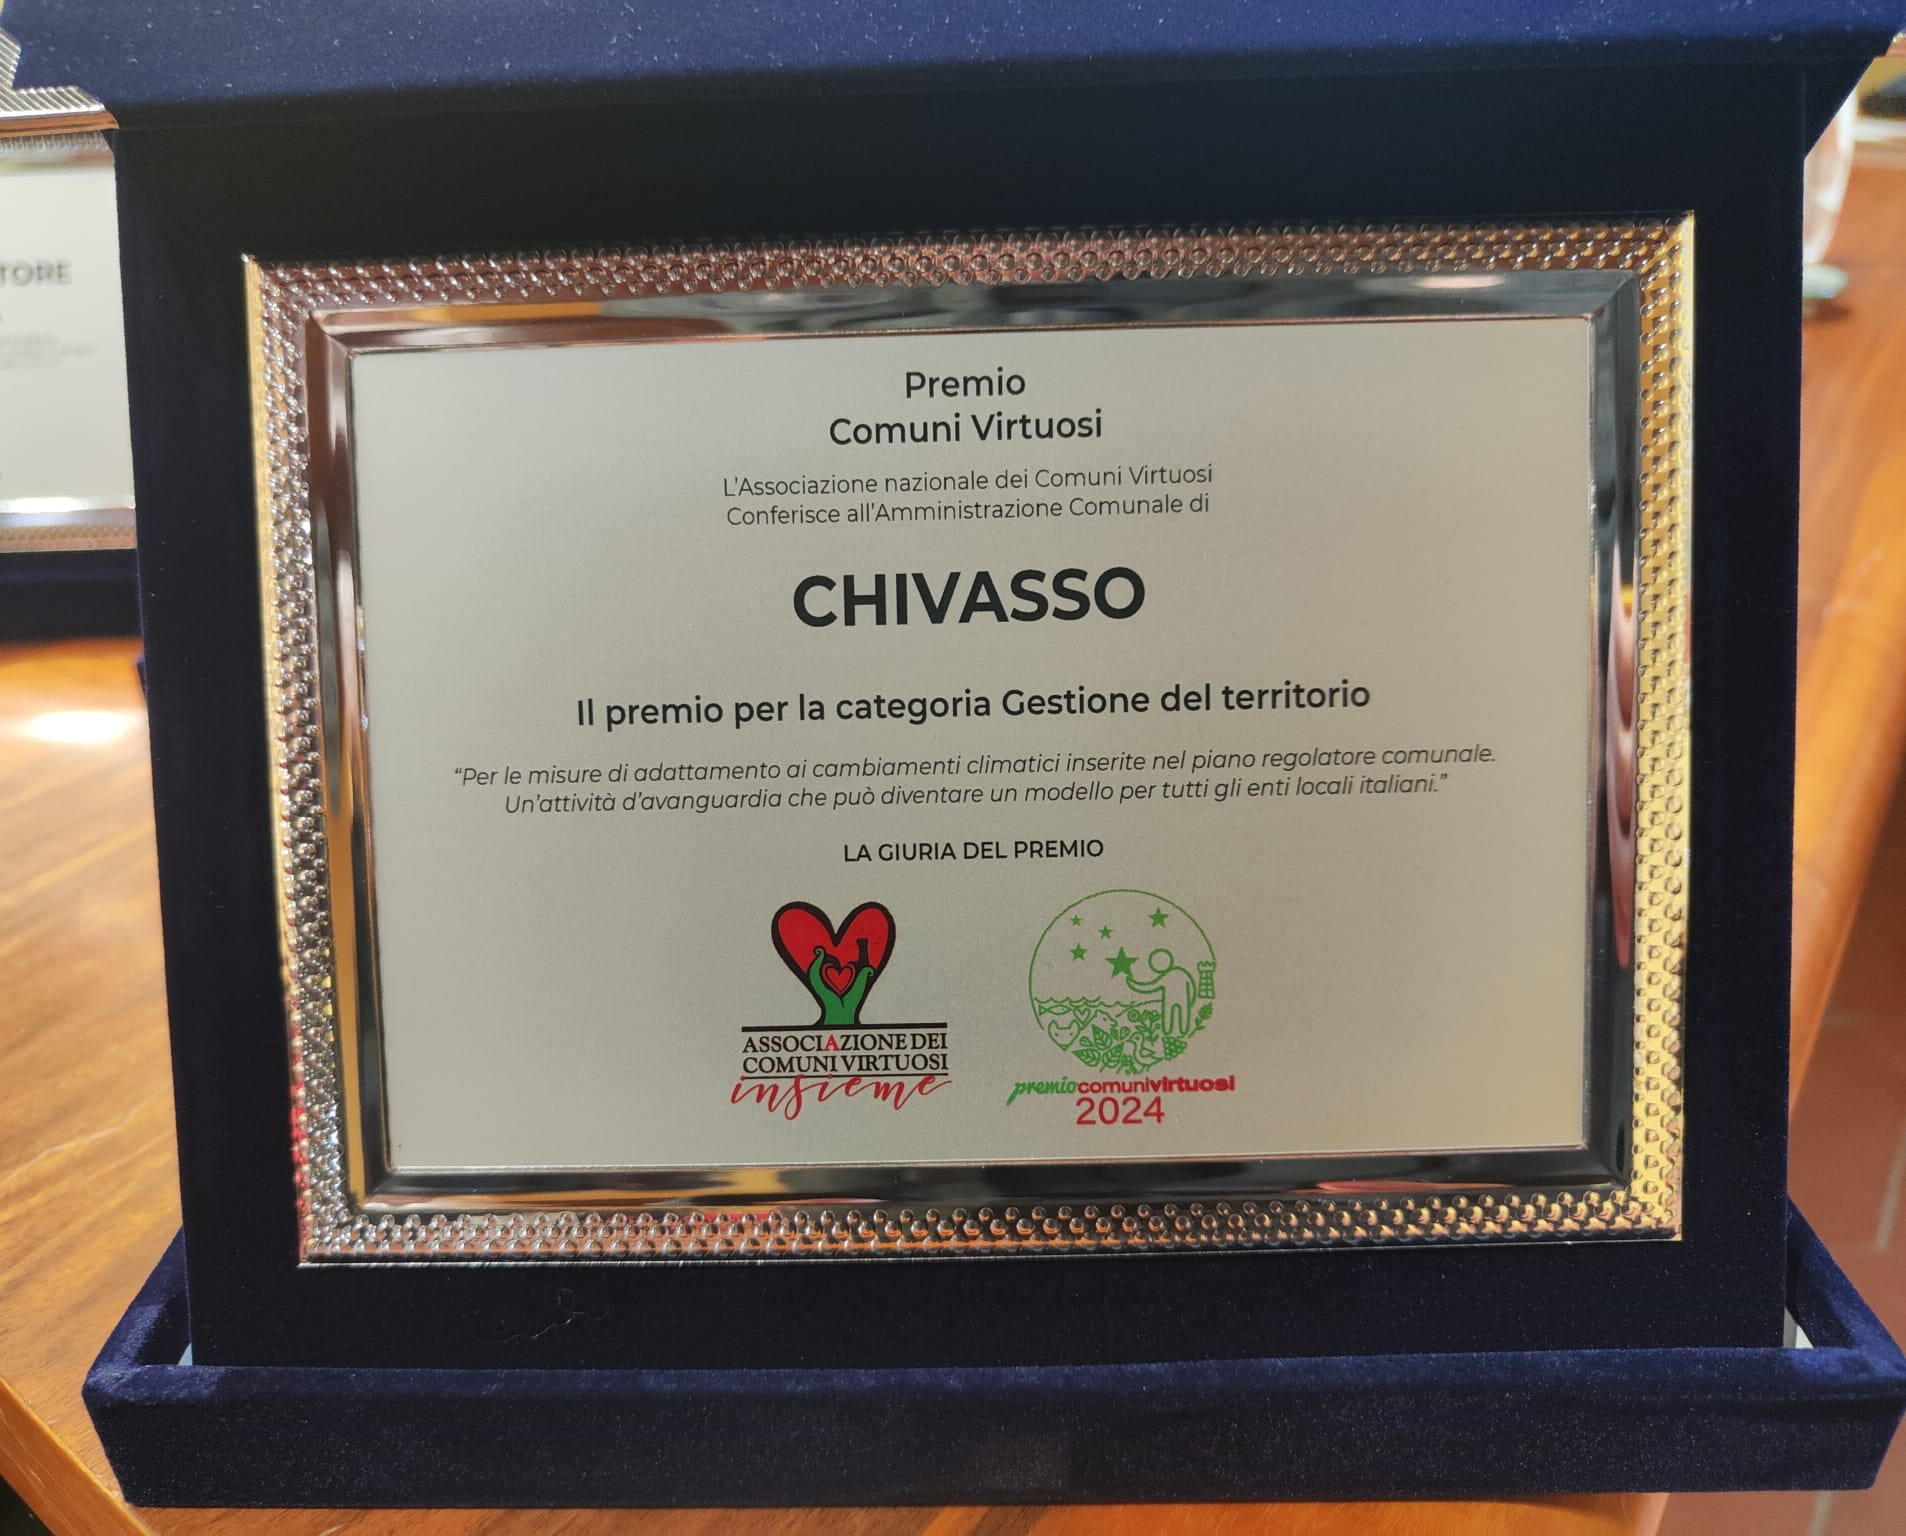 TORE
Premio
Comuni Virtuosi
L'Associazione nazionale dei Comuni Virtuosi
Conferisce all'Amministrazione Comunale di
CHIVASSO
Il premio per la categoria Gestione del territorio
“Per le misure di adattamento ai cambiamenti climatici inserite nel piano regolatore comunale.
Un'attività d'avanguardia che può diventare un modello per tutti gli enti locali italiani.”
LA GIURIA DEL PREMIO
ASSOCIAZIONE DEI
COMUNI VIRTUOSI
insieme
premiocomunivirtuosi
2024